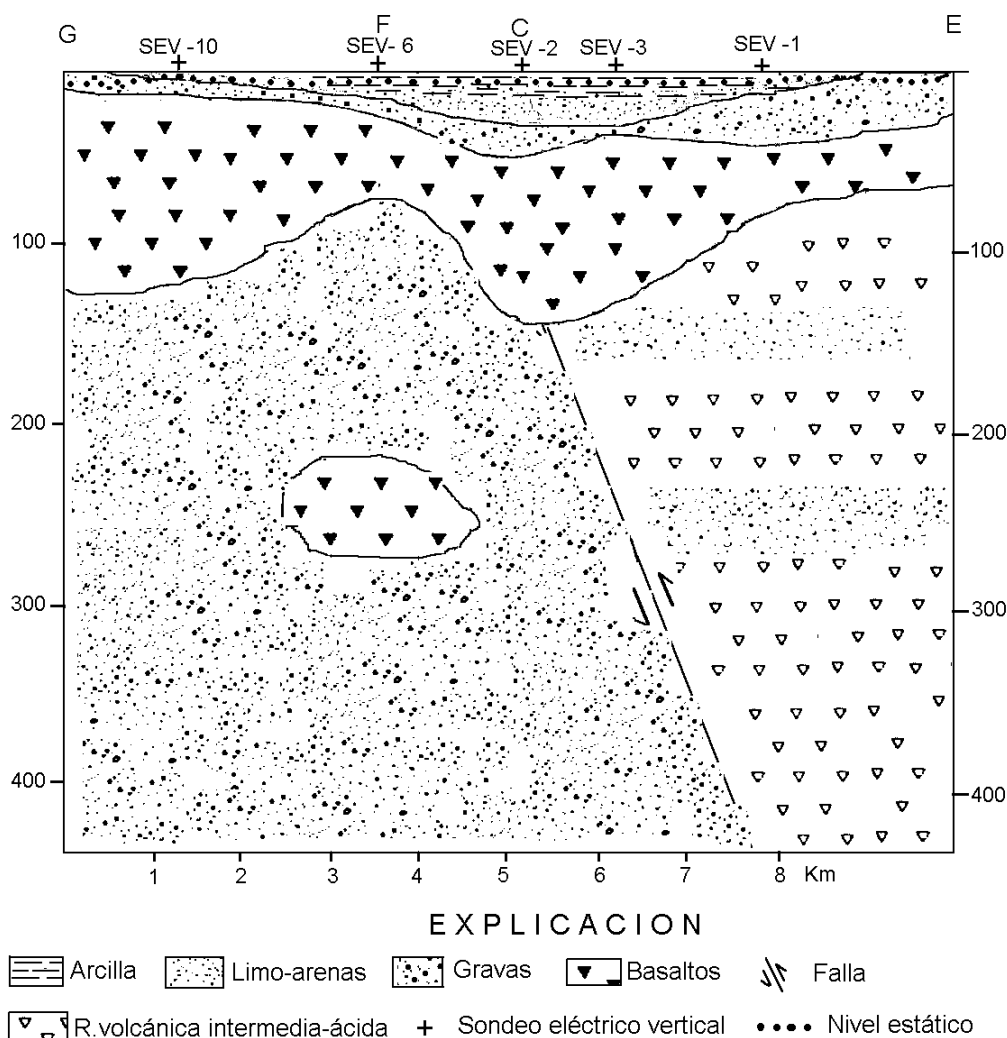 G F C E
SEV -10 SEV- 6 SEV -2 SEV -3 SEV -1
100 100
200 200
300 300
400 400
1 2 3 4 5 6 7 8 Km
EXPLICACION
Arcilla Limo-arenas Gravas Basaltos Falla
R.volcánica intermedia-ácida Sondeo eléctrico vertical Nivel estático